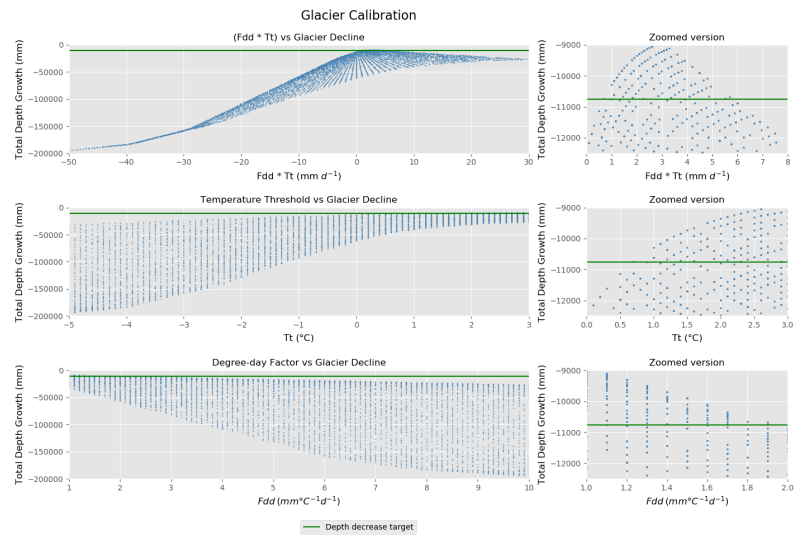 Glacier Calibration
(Fdd * Tt) vs Glacier Decline
Total Depth Growth (mm)
0
−50000
−100000
−150000
−200000
−50 −40 −30 −20 −10 0 10 20 30
Fdd * Tt (mm d⁻¹)
Zoomed version
Total Depth Growth (mm)
−9000
−10000
−11000
−12000
0 1 2 3 4 5 6 7 8
Fdd * Tt (mm d⁻¹)
Temperature Threshold vs Glacier Decline
Total Depth Growth (mm)
0
−50000
−100000
−150000
−200000
−5 −4 −3 −2 −1 0 1 2 3
Tt (°C)
Zoomed version
Total Depth Growth (mm)
−9000
−10000
−11000
−12000
0.0 0.5 1.0 1.5 2.0 2.5 3.0
Tt (°C)
Degree-day Factor vs Glacier Decline
Total Depth Growth (mm)
0
−50000
−100000
−150000
−200000
1 2 3 4 5 6 7 8 9 10
Fdd (mm°C⁻¹d⁻¹)
Zoomed version
Total Depth Growth (mm)
−9000
−10000
−11000
−12000
1.0 1.2 1.4 1.6 1.8 2.0
Fdd (mm°C⁻¹d⁻¹)
Depth decrease target